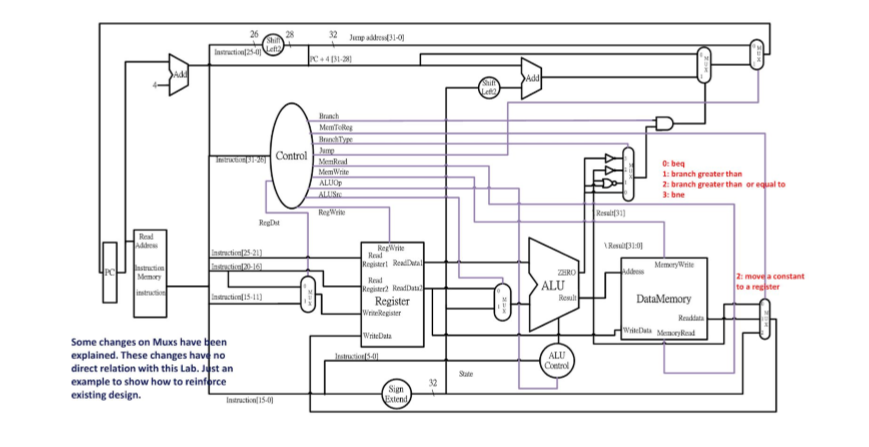 26
28
32
Jump address[31-0]
Shift
Left2
Instruction[25-0]
PC + 4 [31-28]
Add
4
Add
Shift
Left2
M
U
X
M
U
X
Branch
MemToReg
BranchType
Jump
MemRead
MemWrite
ALUOp
ALUSrc
RegWrite
RegDst
Control
Instruction[31-26]
0: beq
1: branch greater than
2: branch greater than or equal to
3: bne
Result[31]
\Result[31:0]
PC
Read
Address
Instruction
Memory
instruction
Instruction[25-21]
Instruction[20-16]
Instruction[15-11]
M
U
X
RegWrite
Read
Register1 ReadData1
Read
Register2 ReadData2
Register
WriteRegister
WriteData
M
U
X
ZERO
ALU
Result
MemoryWrite
Address
DataMemory
Readdata
WriteData MemoryRead
2: move a constant
to a register
M
U
X
Some changes on Muxs have been
explained. These changes have no
direct relation with this Lab. Just an
example to show how to reinforce
existing design.
Instruction[5-0]
ALU
Control
State
32
Sign
Extend
Instruction[15-0]